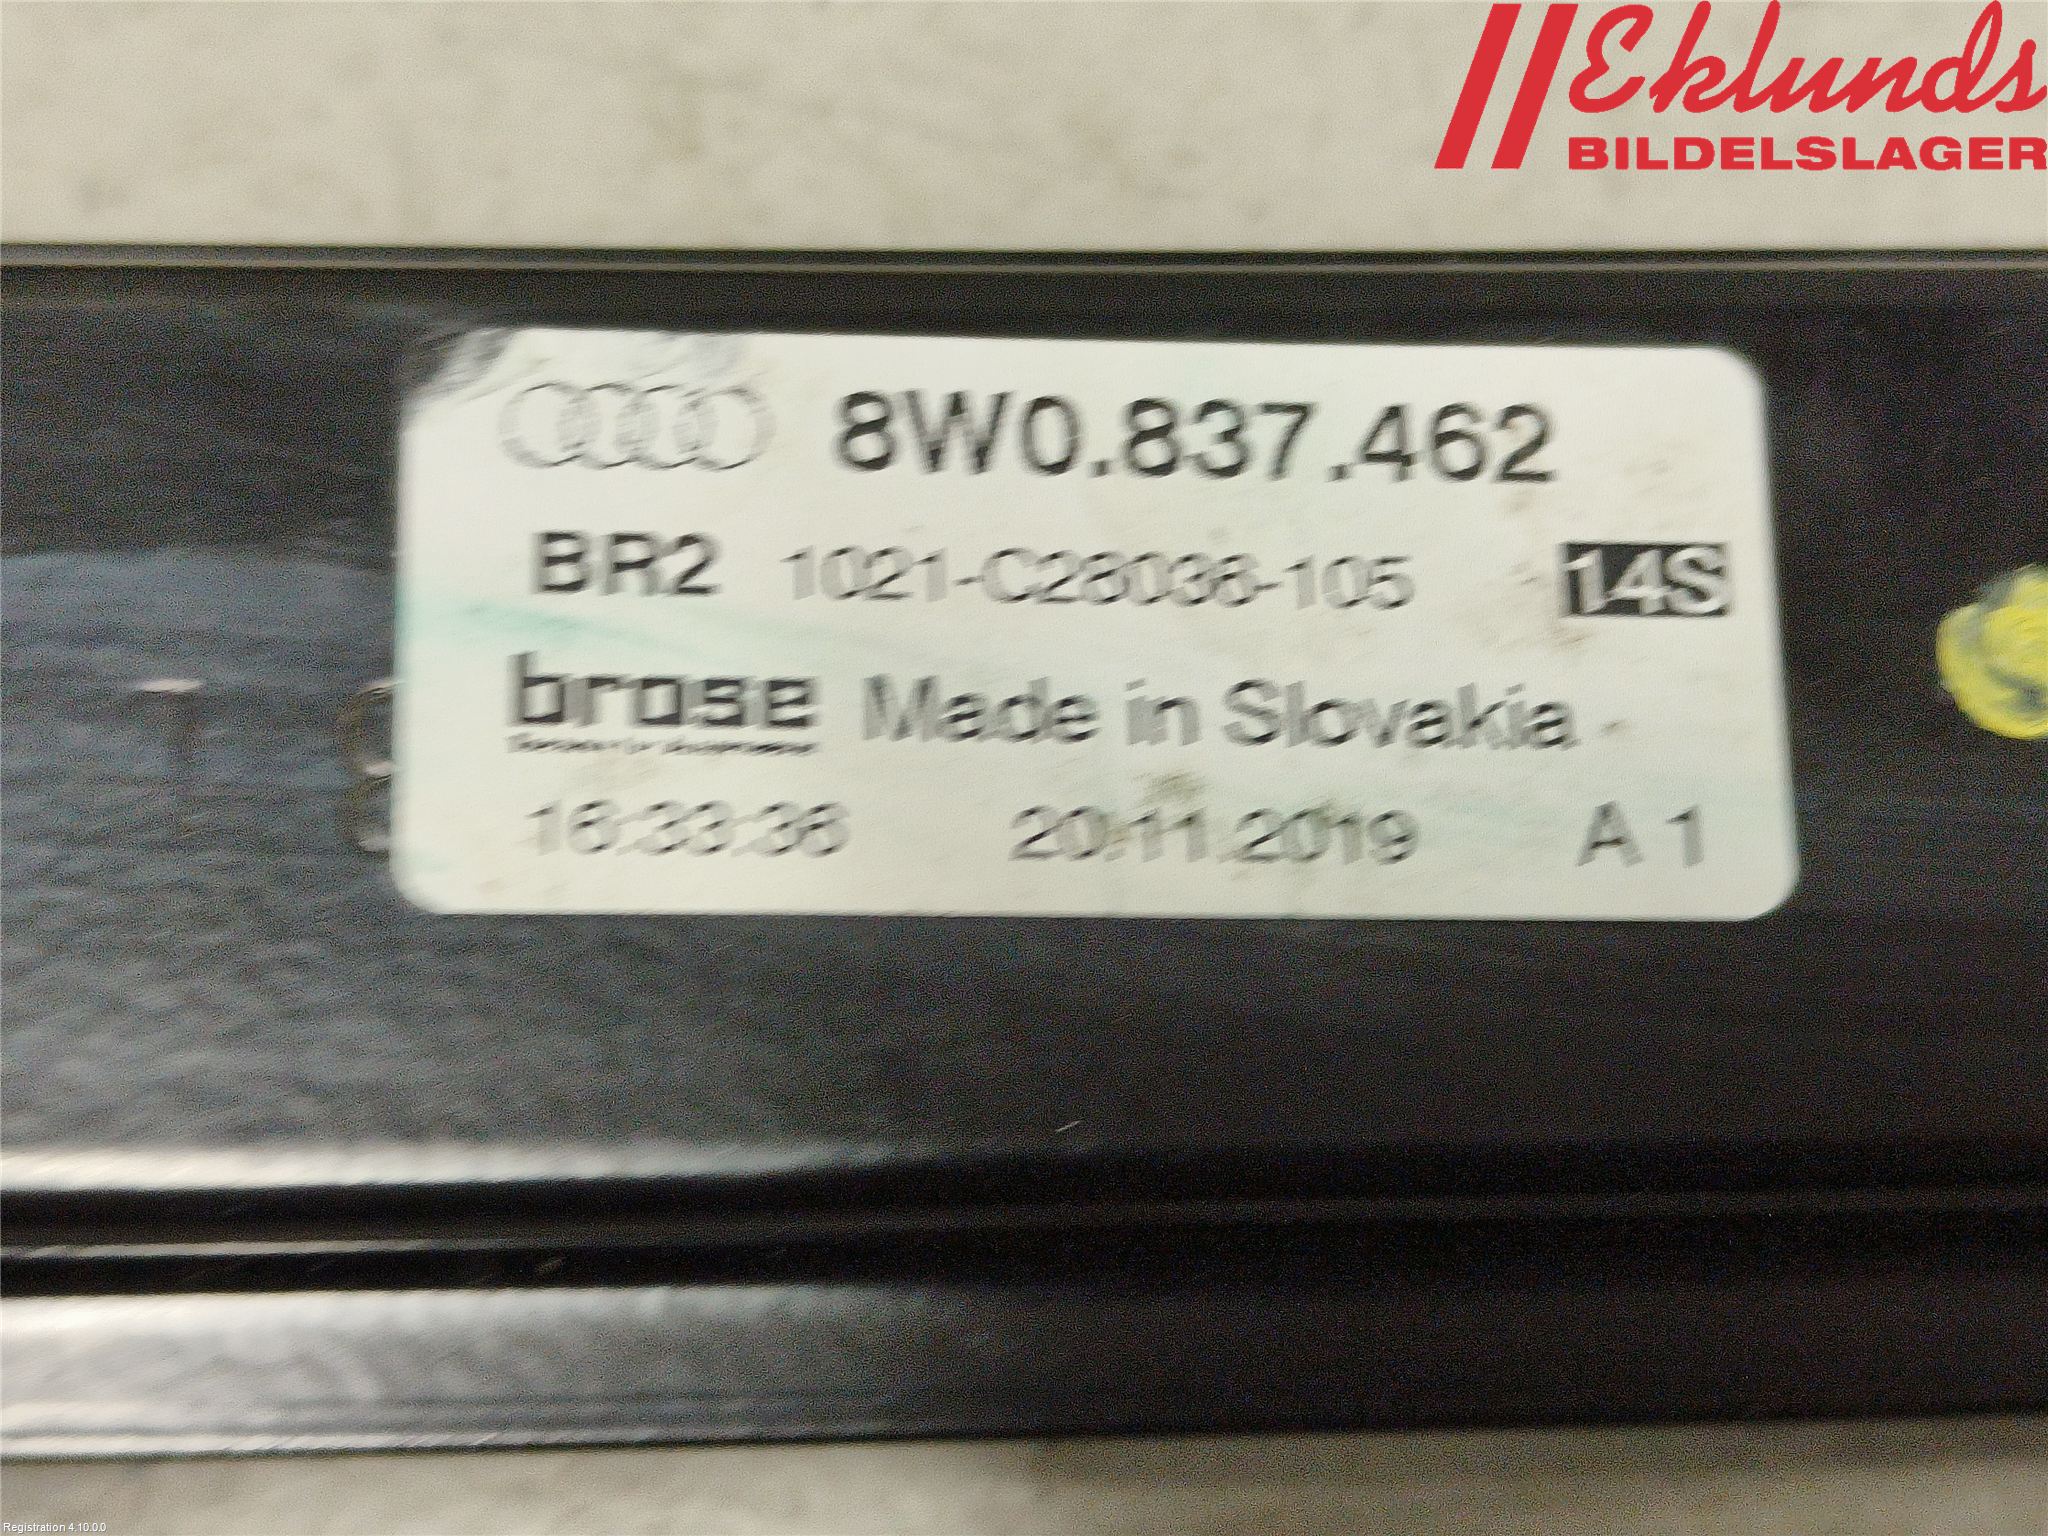 Eklunds
BILDELSLAGER
8W0.837.462
BR2 1021-C28036-105 14S
brose Made in Slovakia
16:33:36 20.11.2019 A 1
Registration 4.10.0.0